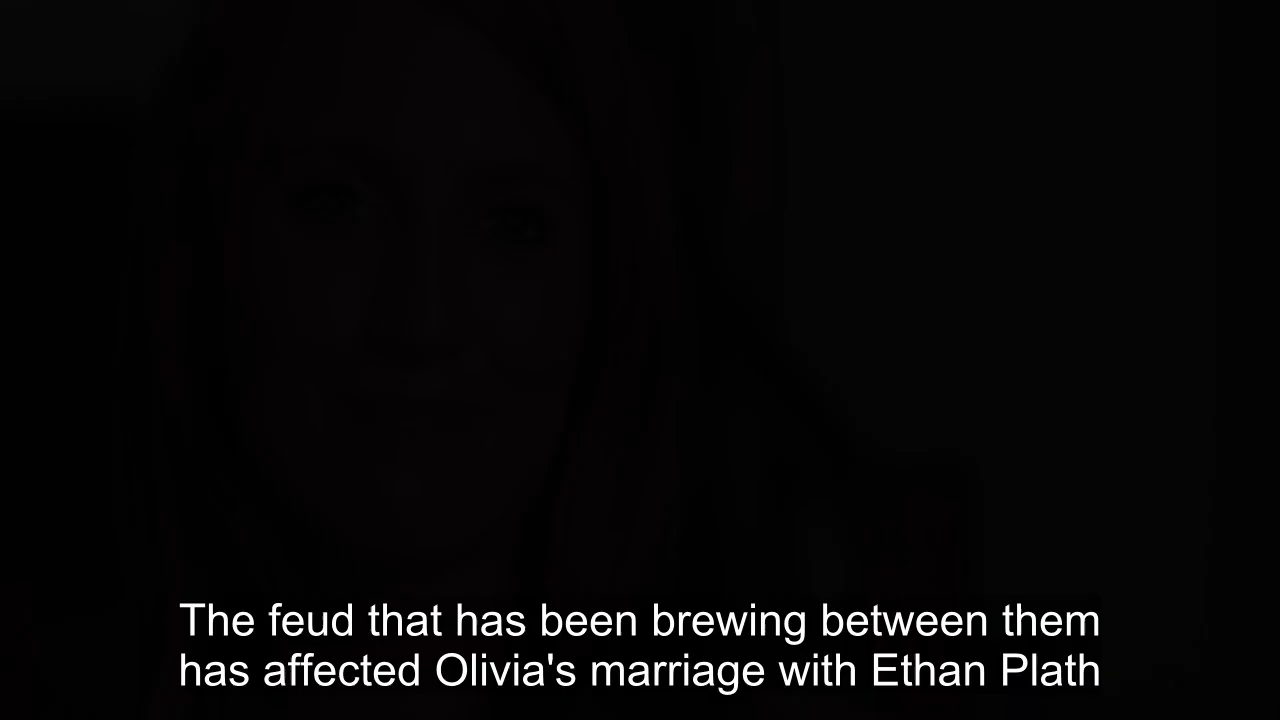 The feud that has been brewing between them
has affected Olivia's marriage with Ethan Plath